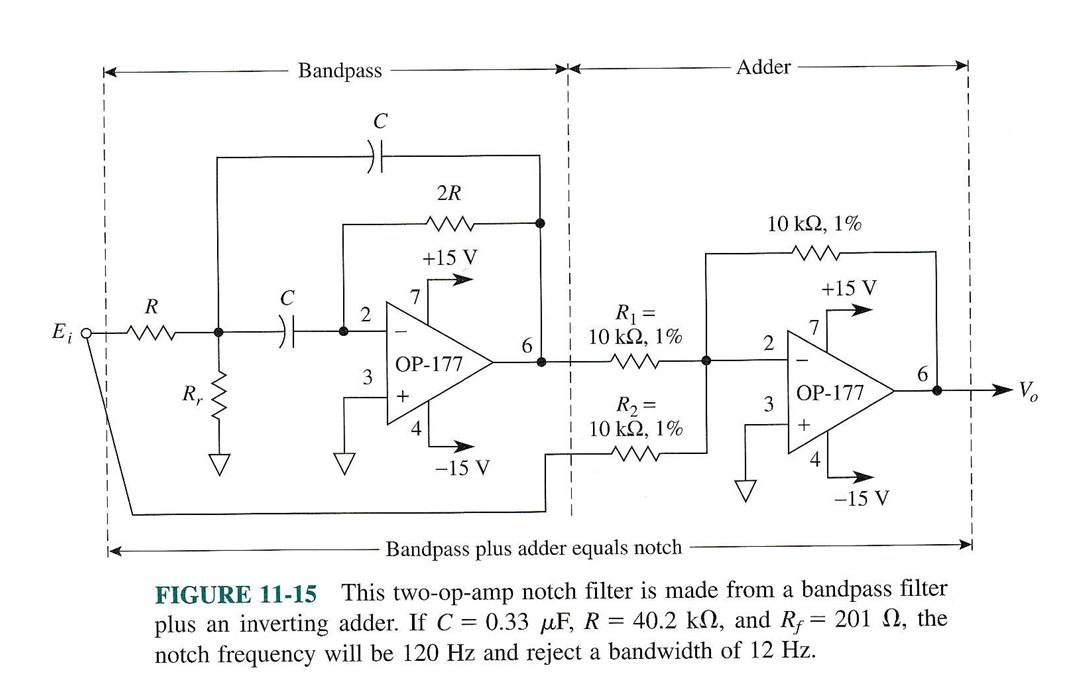 Bandpass
Adder
C
2R
+15 V
7
10 kΩ, 1%
+15 V
R
C
2
−
R₁ =
10 kΩ, 1%
7
Eᵢ
6
2
−
OP-177
3
+
Rᵣ
4
R₂ =
10 kΩ, 1%
OP-177
6
Vₒ
3
+
−15 V
4
−15 V
Bandpass plus adder equals notch
FIGURE 11-15 This two-op-amp notch filter is made from a bandpass filter
plus an inverting adder. If C = 0.33 μF, R = 40.2 kΩ, and R_f = 201 Ω, the
notch frequency will be 120 Hz and reject a bandwidth of 12 Hz.